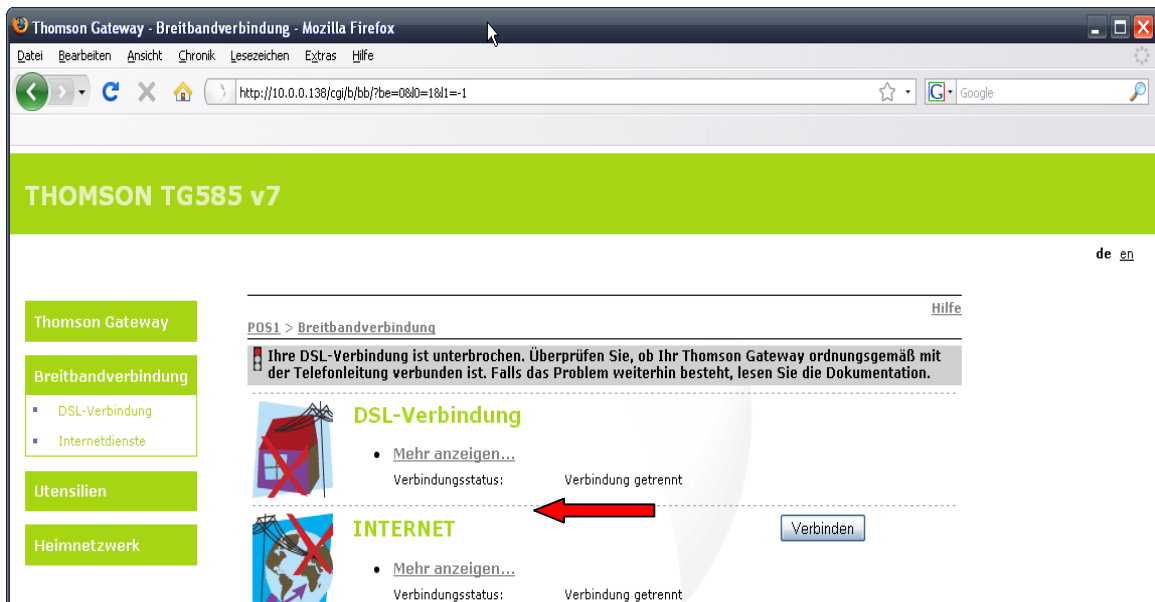 Thomson Gateway - Breitbandverbindung - Mozilla Firefox
Datei Bearbeiten Ansicht Chronik Lesezeichen Extras Hilfe
http://10.0.0.138/cgi/b/bb/?be=0&l0=1&l1=-1
G Google
THOMSON TG585 v7
de en
Thomson Gateway
Breitbandverbindung
DSL-Verbindung
Internetdienste
Utensilien
Heimnetzwerk
Hilfe
POS1 > Breitbandverbindung
Ihre DSL-Verbindung ist unterbrochen. Überprüfen Sie, ob Ihr Thomson Gateway ordnungsgemäß mit
der Telefonleitung verbunden ist. Falls das Problem weiterhin besteht, lesen Sie die Dokumentation.
DSL-Verbindung
Mehr anzeigen...
Verbindungsstatus: Verbindung getrennt
INTERNET
Verbinden
Mehr anzeigen...
Verbindungsstatus: Verbindung getrennt